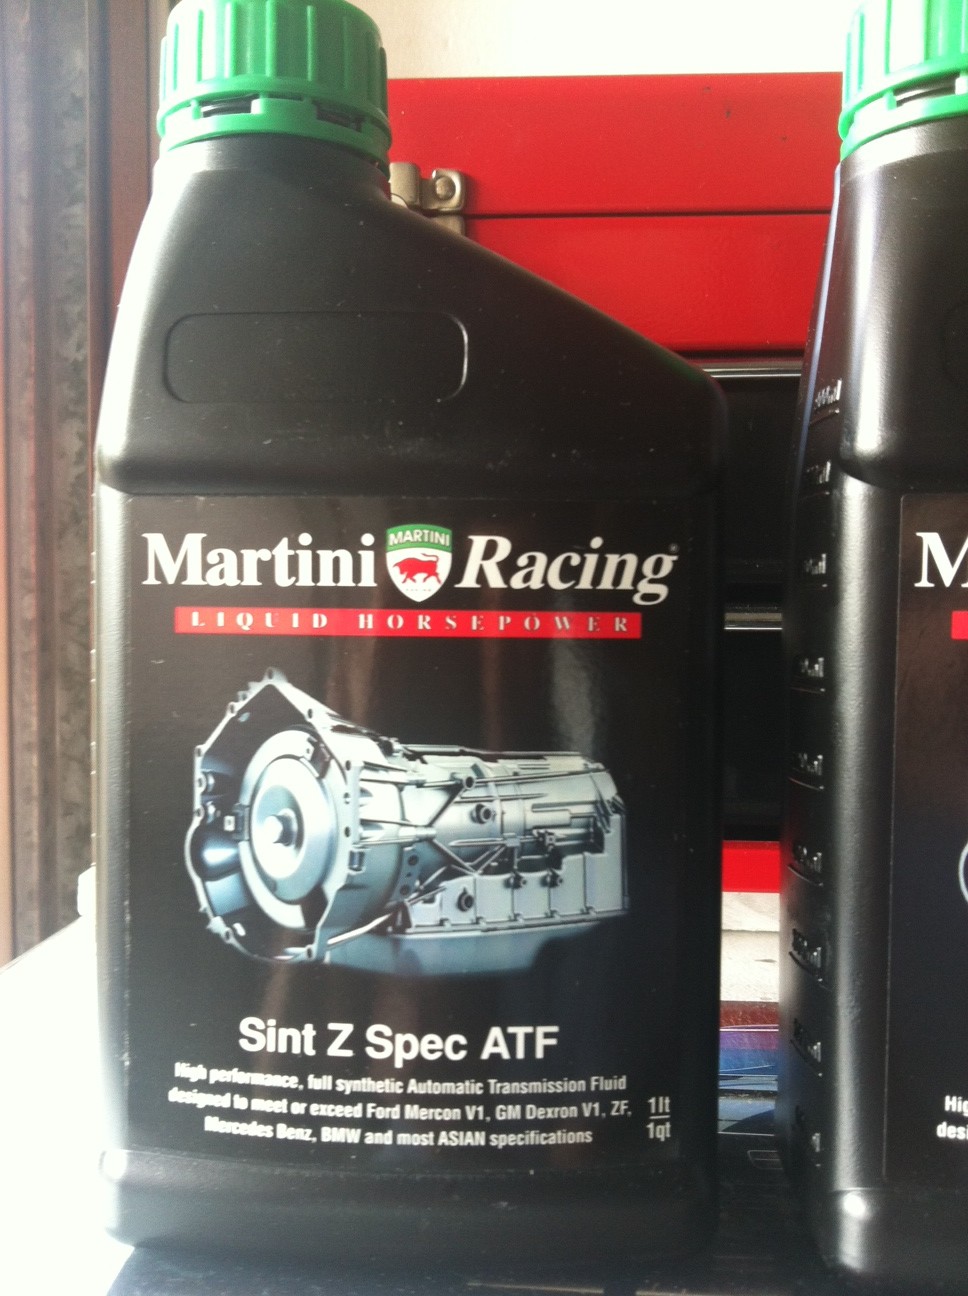 Martini MARTINI Racing®
LIQUID HORSEPOWER
Sint Z Spec ATF
High performance, full synthetic Automatic Transmission Fluid
designed to meet or exceed Ford Mercon V1, GM Dexron V1, ZF,
Mercedes Benz, BMW and most ASIAN specifications
1lt
1qt
M
Hig
desi